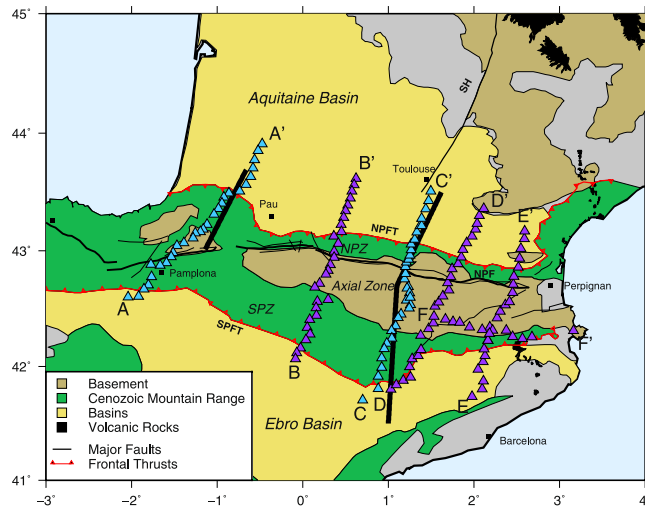 45°
44°
43°
42°
41°
−3°
−2°
−1°
0°
1°
2°
3°
4°
Aquitaine Basin
SH
A'
B'
Toulouse
C'
D'
E'
Pau
NPFT
NPZ
NPF
Pamplona
Axial Zone
Perpignan
A
SPZ
F
SPFT
F'
B
C
D
E
Ebro Basin
Barcelona
Basement
Cenozoic Mountain Range
Basins
Volcanic Rocks
Major Faults
Frontal Thrusts